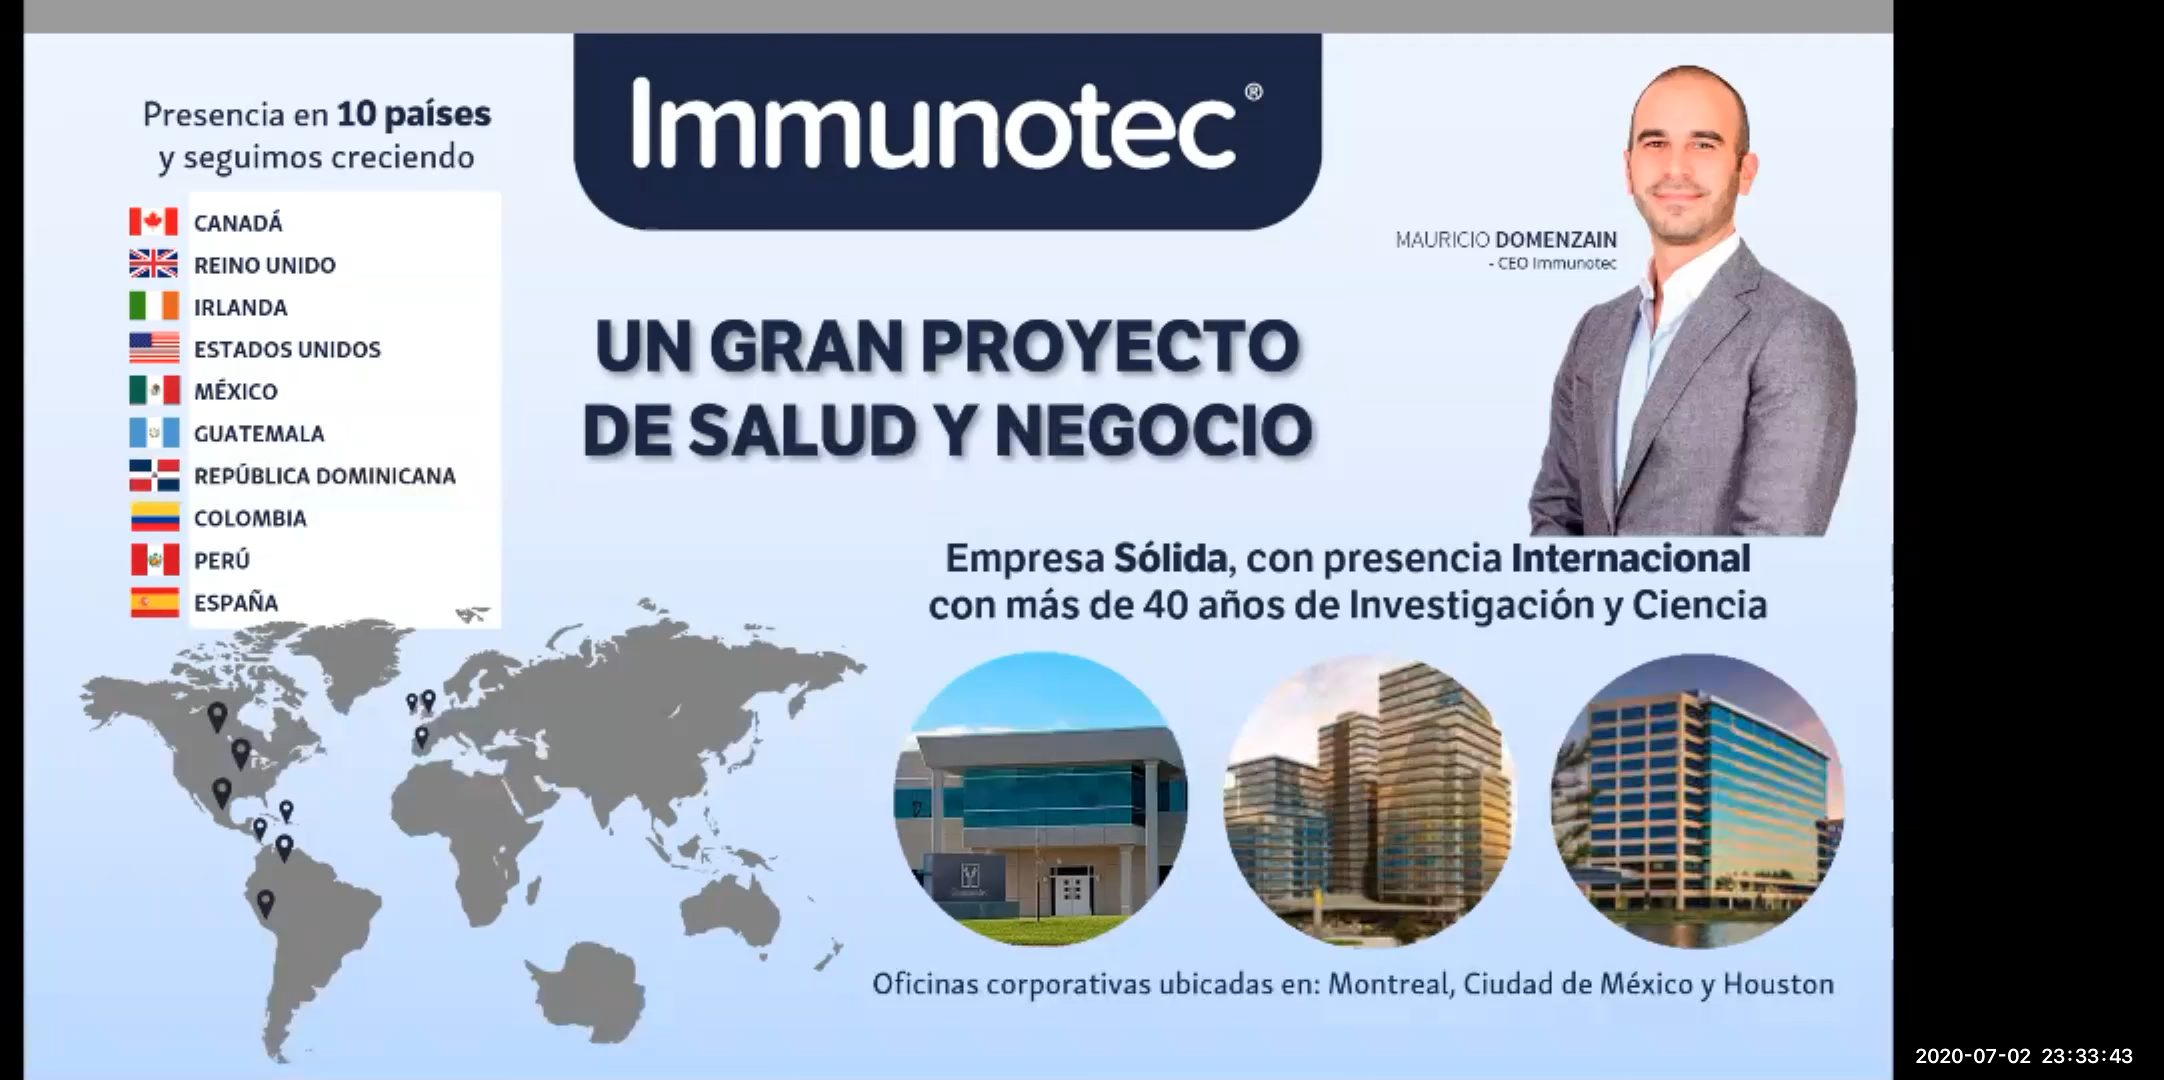 Immunotec®
Presencia en 10 países
y seguimos creciendo
CANADÁ
REINO UNIDO
IRLANDA
ESTADOS UNIDOS
MÉXICO
GUATEMALA
REPÚBLICA DOMINICANA
COLOMBIA
PERÚ
ESPAÑA
MAURICIO DOMENZAIN
- CEO Immunotec
UN GRAN PROYECTO
DE SALUD Y NEGOCIO
Empresa Sólida, con presencia Internacional
con más de 40 años de Investigación y Ciencia
Oficinas corporativas ubicadas en: Montreal, Ciudad de México y Houston
2020-07-02 23:33:43